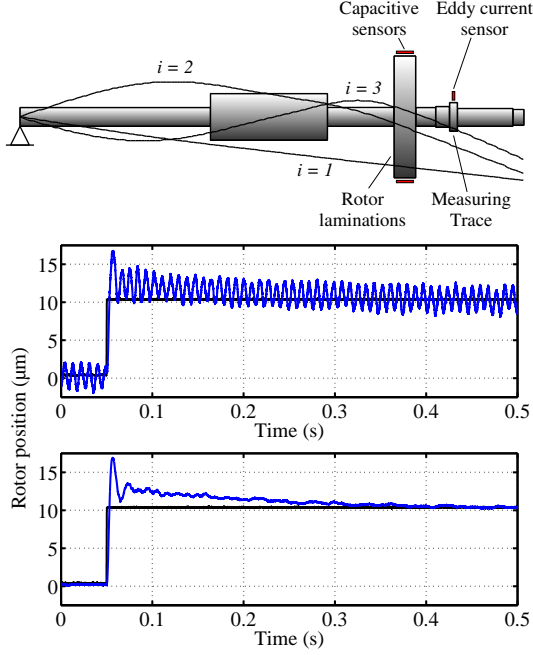 Capacitive
sensors
Eddy current
sensor
i = 2
i = 3
i = 1
Rotor
laminations
Measuring
Trace
Rotor position (μm)
15
10
5
0
0
0.1
0.2
0.3
0.4
0.5
Time (s)
15
10
5
0
0
0.1
0.2
0.3
0.4
0.5
Time (s)